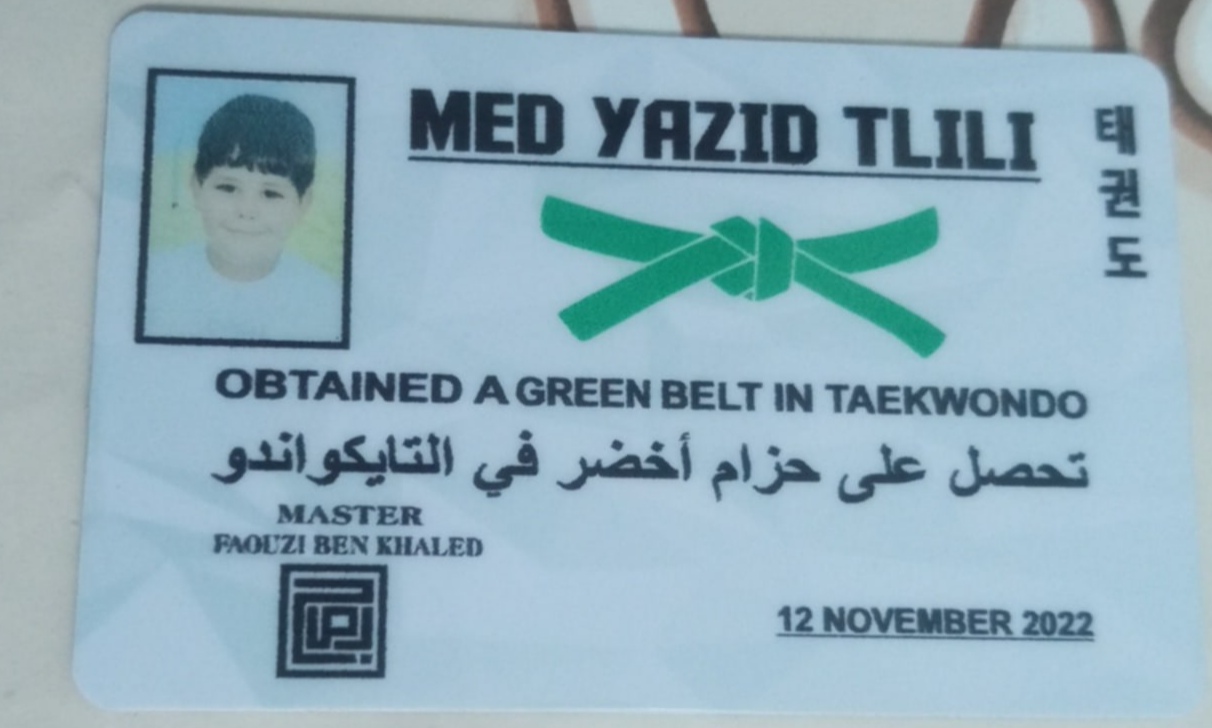 MED YAZID TLILI
태권도
OBTAINED A GREEN BELT IN TAEKWONDO
تحصل على حزام أخضر في التايكواندو
MASTER
FAOUZI BEN KHALED
12 NOVEMBER 2022